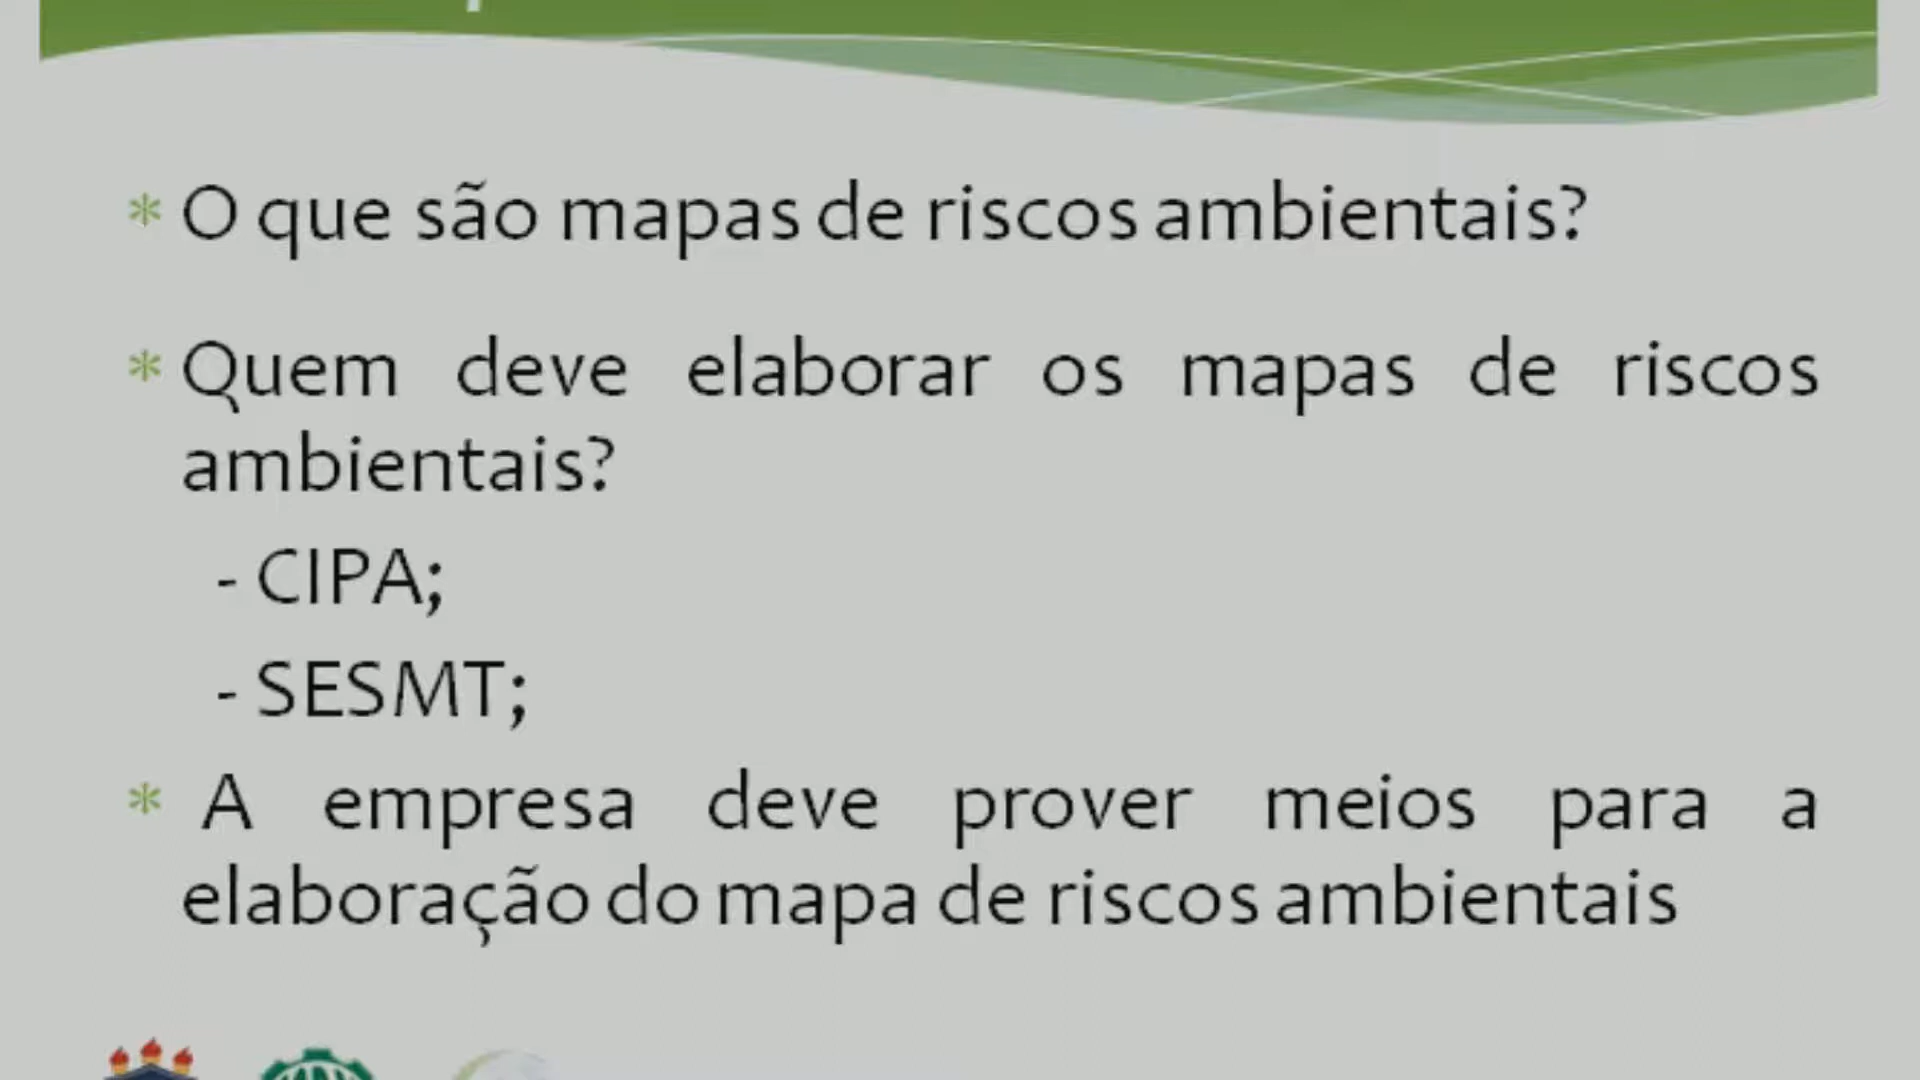 * O que são mapas de riscos ambientais?
* Quem deve elaborar os mapas de riscos
ambientais?
- CIPA;
- SESMT;
* A empresa deve prover meios para a
elaboração do mapa de riscos ambientais